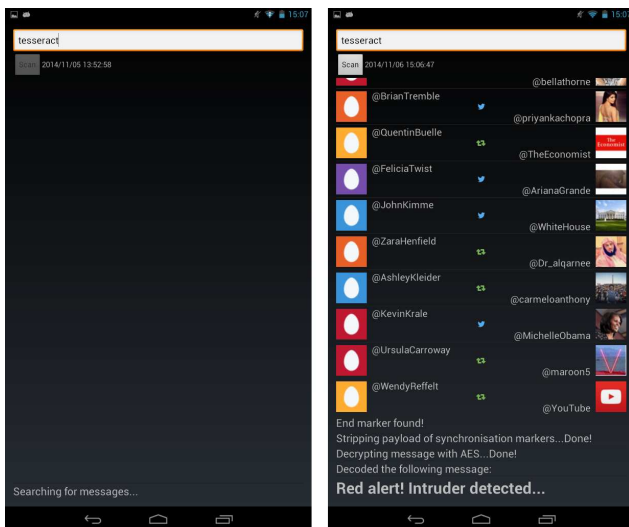 15:07
tesseract
Scan 2014/11/05 13:52:58
Searching for messages...
15:07
tesseract
Scan 2014/11/06 15:06:47
@bellathorne
@BrianTremble
@priyankachopra
@QuentinBuelle
The Economist
@TheEconomist
@FeliciaTwist
@ArianaGrande
@JohnKimme
@WhiteHouse
@ZaraHenfield
@Dr_alqarnee
@AshleyKleider
@carmeloanthony
@KevinKrale
@MichelleObama
@UrsulaCarroway
@maroon5
@WendyReffelt
@YouTube
End marker found!
Stripping payload of synchronisation markers...Done!
Decrypting message with AES...Done!
Decoded the following message:
Red alert! Intruder detected...